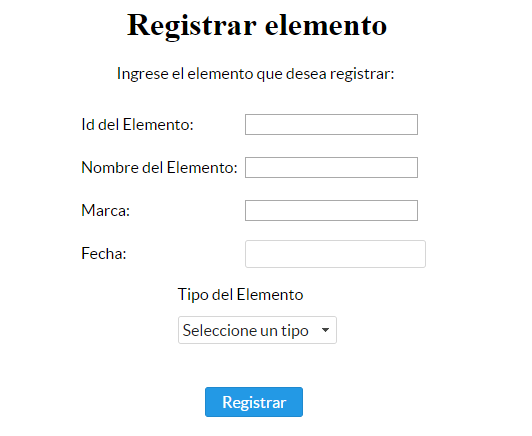 Registrar elemento
Ingrese el elemento que desea registrar:
Id del Elemento:
Nombre del Elemento:
Marca:
Fecha:
Tipo del Elemento
Seleccione un tipo
Registrar